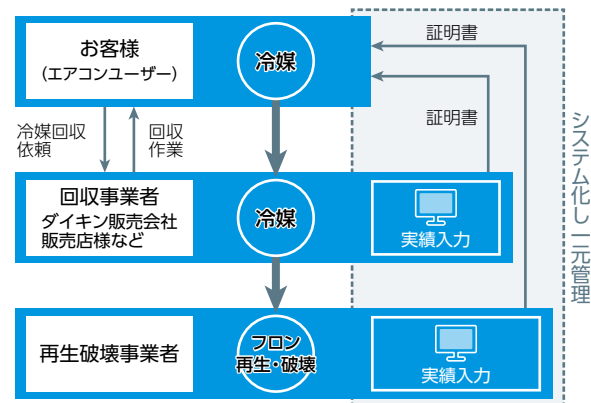 お客様
(エアコンユーザー)
冷媒
証明書
証明書
冷媒回収
依頼
回収
作業
回収事業者
ダイキン販売会社
販売店様など
冷媒
実績入力
再生破壊事業者
フロン
再生・破壊
実績入力
システム化し一元管理